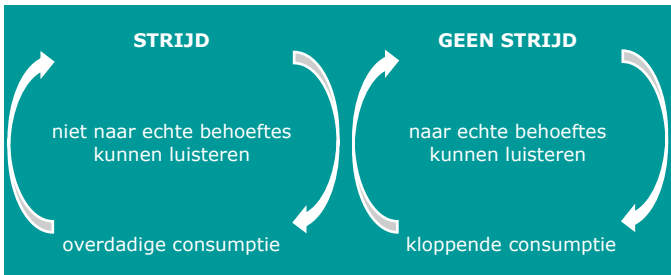 STRIJD
niet naar echte behoeftes
kunnen luisteren
overdadige consumptie
GEEN STRIJD
naar echte behoeftes
kunnen luisteren
kloppende consumptie